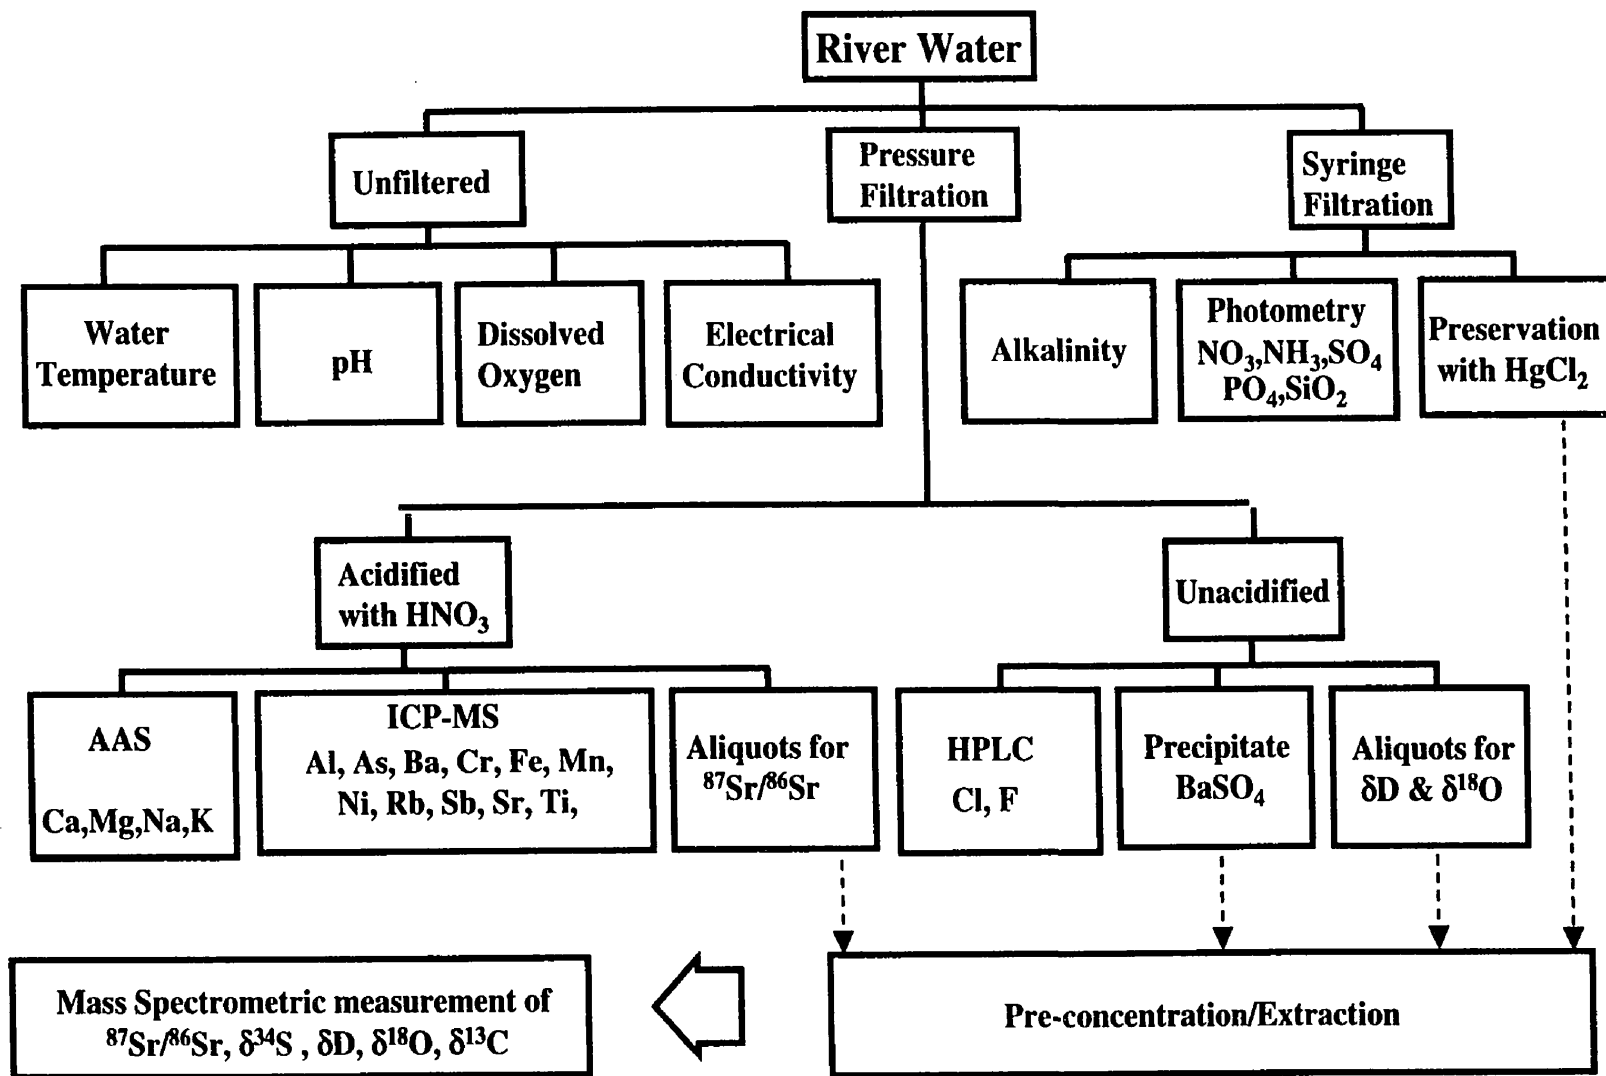 River Water
Unfiltered
Pressure
Filtration
Syringe
Filtration
Water
Temperature
pH
Dissolved
Oxygen
Electrical
Conductivity
Alkalinity
Photometry
NO₃,NH₃,SO₄
PO₄,SiO₂
Preservation
with HgCl₂
Acidified
with HNO₃
Unacidified
AAS
Ca,Mg,Na,K
ICP-MS
Al, As, Ba, Cr, Fe, Mn,
Ni, Rb, Sb, Sr, Ti,
Aliquots for
⁸⁷Sr/⁸⁶Sr
HPLC
Cl, F
Precipitate
BaSO₄
Aliquots for
δD & δ¹⁸O
Mass Spectrometric measurement of
⁸⁷Sr/⁸⁶Sr, δ³⁴S , δD, δ¹⁸O, δ¹³C
Pre-concentration/Extraction